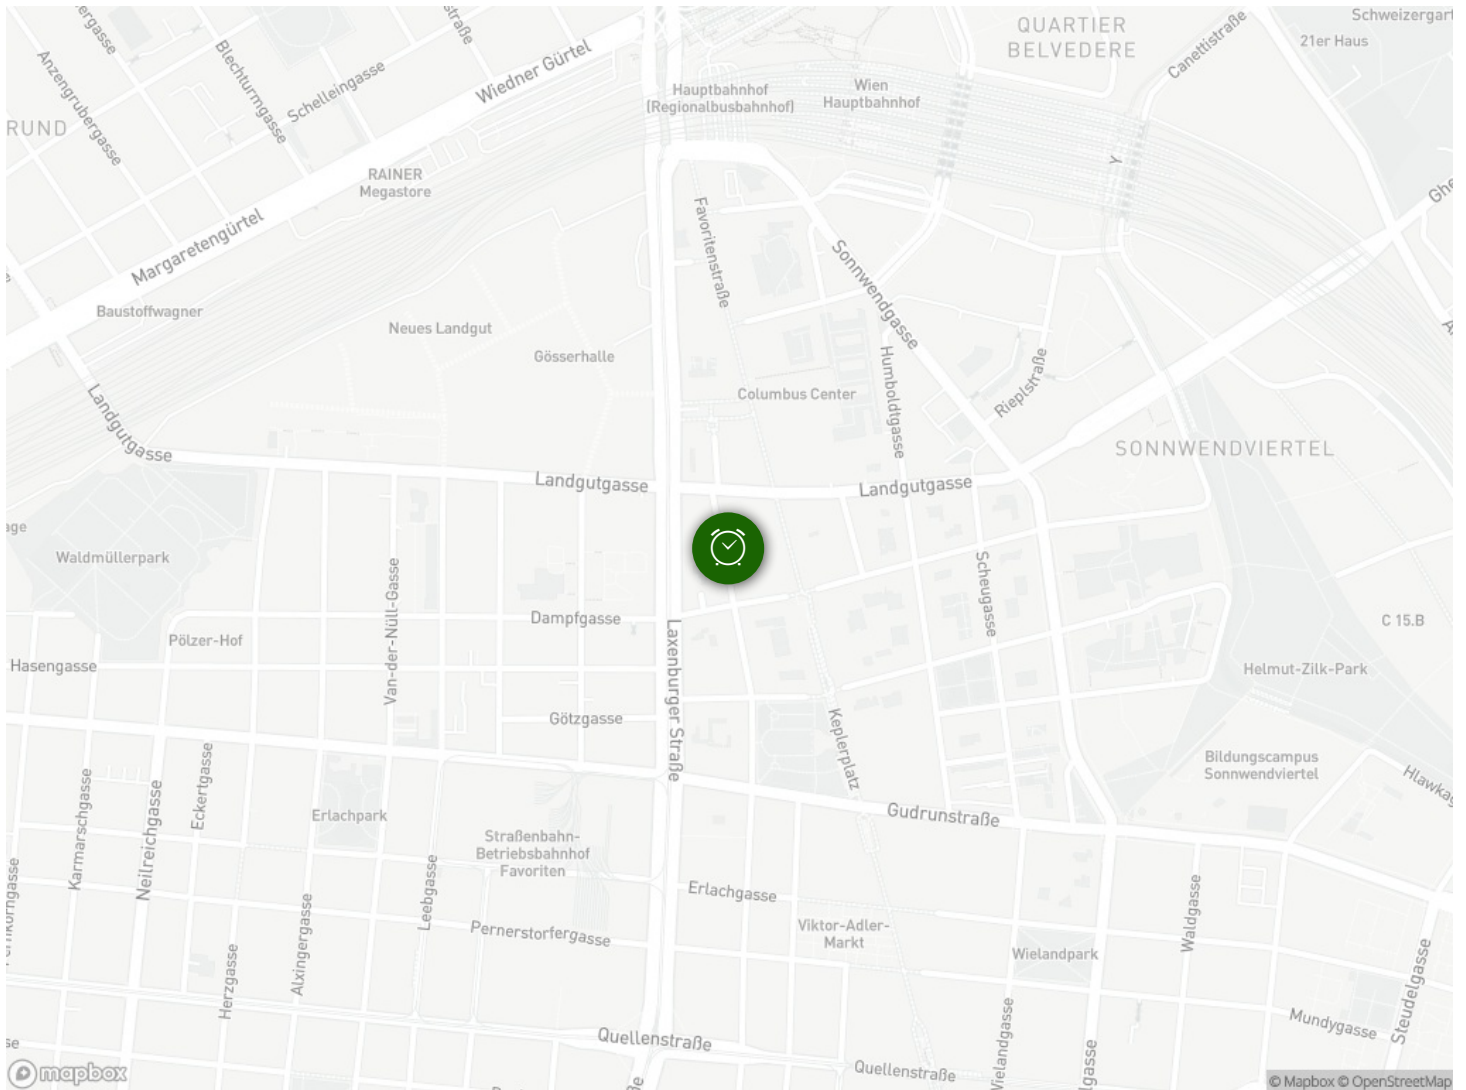 QUARTIER
BELVEDERE
Schweizergart
21er Haus
Canettistraße
Wiedner Gürtel
Schelleingasse
Blechturmgasse
Anzengrubergasse
RUND
Hauptbahnhof
(Regionalbusbahnhof)
Wien
Hauptbahnhof
RAINER
Megastore
Margaretengürtel
Baustoffwagner
Favoritenstraße
Sonnwendgasse
Neues Landgut
Gösserhalle
Humboldtgasse
Rieplstraße
Columbus Center
Landgutgasse
SONNWENDVIERTEL
Landgutgasse
Landgutgasse
Waldmüllerpark
Van-der-Nüll-Gasse
Scheugasse
Dampfgasse
C 15.B
Pölzer-Hof
Hasengasse
Laxenburger Straße
Helmut-Zilk-Park
Götzgasse
Keplerplatz
Bildungscampus
Sonnwendviertel
Hlawkag
Eckertgasse
Karmarschgasse
Neilreichgasse
Erlachpark
Gudrunstraße
Straßenbahn-
Betriebsbahnhof
Favoriten
Leebgasse
Erlachgasse
Waldgasse
Viktor-Adler-
Markt
Pernerstorfergasse
Wielandpark
Alxingergasse
Herzgasse
Steudelgasse
Mundygasse
Quellenstraße
Quellenstraße
Vielandgasse
mapbox
© Mapbox © OpenStreetMap